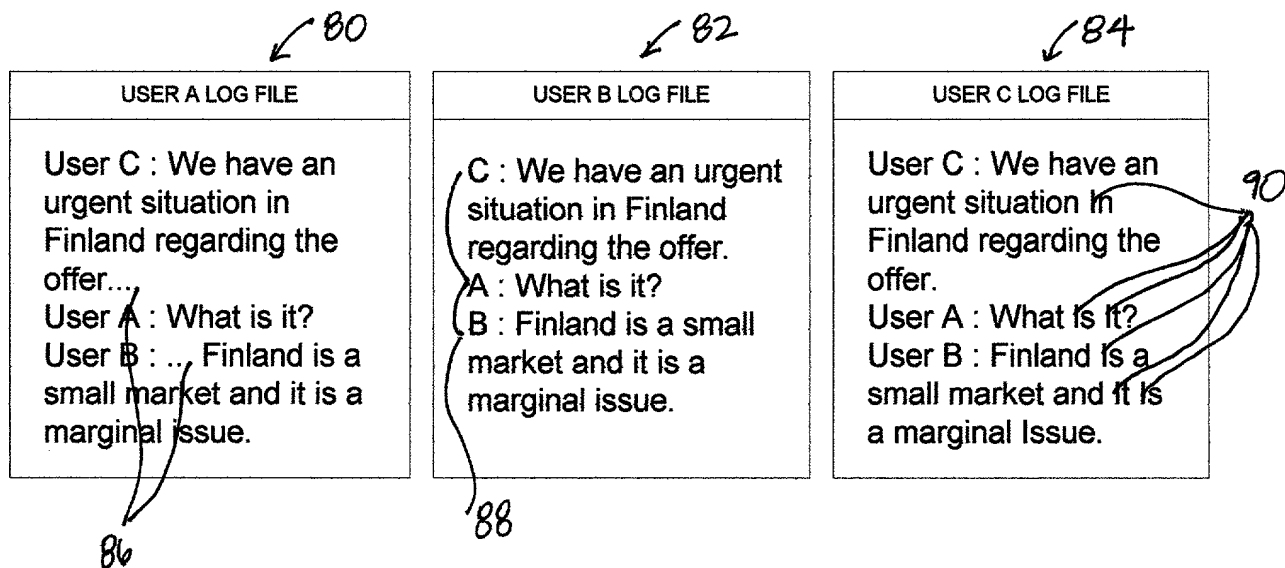 80
82
84
USER A LOG FILE
User C : We have an
urgent situation in
Finland regarding the
offer....
User A : What is it?
User B : ... Finland is a
small market and it is a
marginal issue.
86
USER B LOG FILE
C : We have an urgent
situation in Finland
regarding the offer.
A : What is it?
B : Finland is a small
market and it is a
marginal issue.
88
USER C LOG FILE
User C : We have an
urgent situation In
Finland regarding the
offer.
User A : What Is It?
User B : Finland Is a
small market and It Is
a marginal Issue.
90